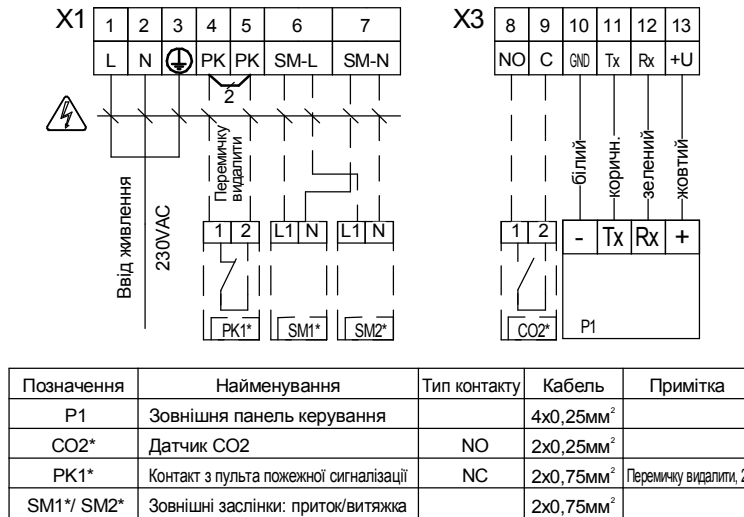 X1 1 2 3 4 5 6 7
L N PK PK SM-L SM-N
2
Перемичку
видалити
Ввід живлення
230VAC
1 2 L1 N L1 N
PK1* SM1* SM2*
X3 8 9 10 11 12 13
NO C GND Tx Rx +U
білий
коричн.
зелений
жовтий
1 2 - Tx Rx +
CO2* P1
Позначення Найменування Тип контакту Кабель Примітка
P1 Зовнішня панель керування 4x0,25мм²
CO2* Датчик CO2 NO 2x0,25мм²
PK1* Контакт з пульта пожежної сигналізації NC 2x0,75мм² Перемичку видалити, 2
SM1*/ SM2* Зовнішні заслінки: приток/витяжка 2x0,75мм²